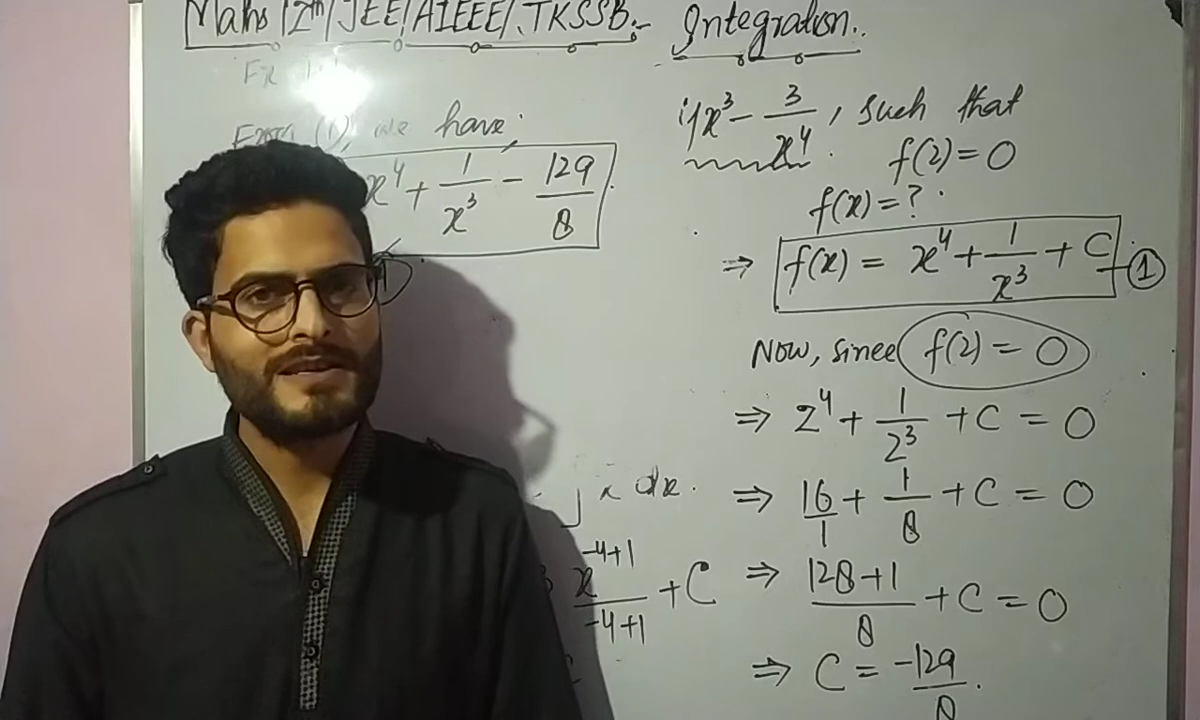 Maths/12th/JEE/AIEEE/.TKSSB:- Integration..
From (1), we have:
x⁴ + 1/x³ - 129/8
x dx.
x^(-4+1)/(-4+1) + C
x³ - 3/x⁴, such that
f(2) = 0
f(x) = ?
⇒ f(x) = x⁴ + 1/x³ + C —①
Now, since f(2) = 0
⇒ 2⁴ + 1/2³ + C = 0
⇒ 16/1 + 1/8 + C = 0
⇒ (128+1)/8 + C = 0
⇒ C = -129/8.